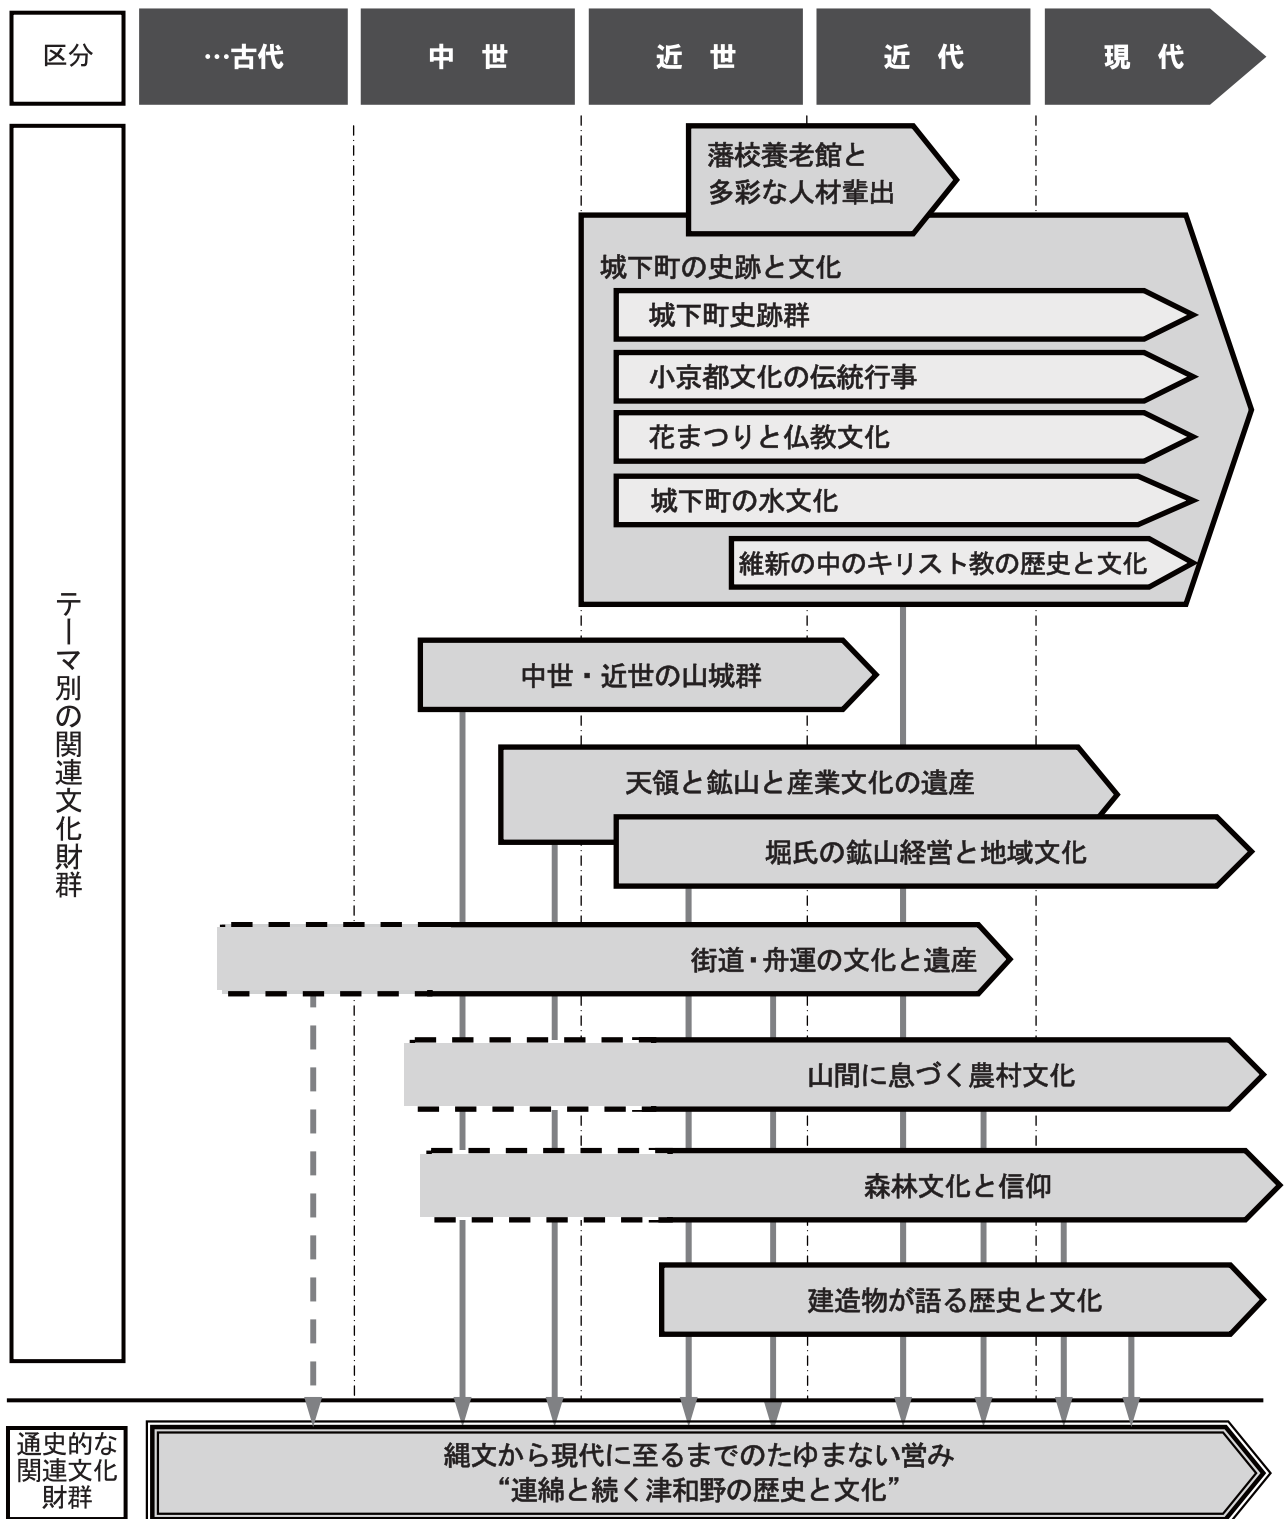 区分
…古代
中 世
近 世
近 代
現 代
テーマ別の関連文化財群
藩校養老館と
多彩な人材輩出
城下町の史跡と文化
城下町史跡群
小京都文化の伝統行事
花まつりと仏教文化
城下町の水文化
維新の中のキリスト教の歴史と文化
中世・近世の山城群
天領と鉱山と産業文化の遺産
堀氏の鉱山経営と地域文化
街道・舟運の文化と遺産
山間に息づく農村文化
森林文化と信仰
建造物が語る歴史と文化
通史的な
関連文化
財群
縄文から現代に至るまでのたゆまない営み
“連綿と続く津和野の歴史と文化”